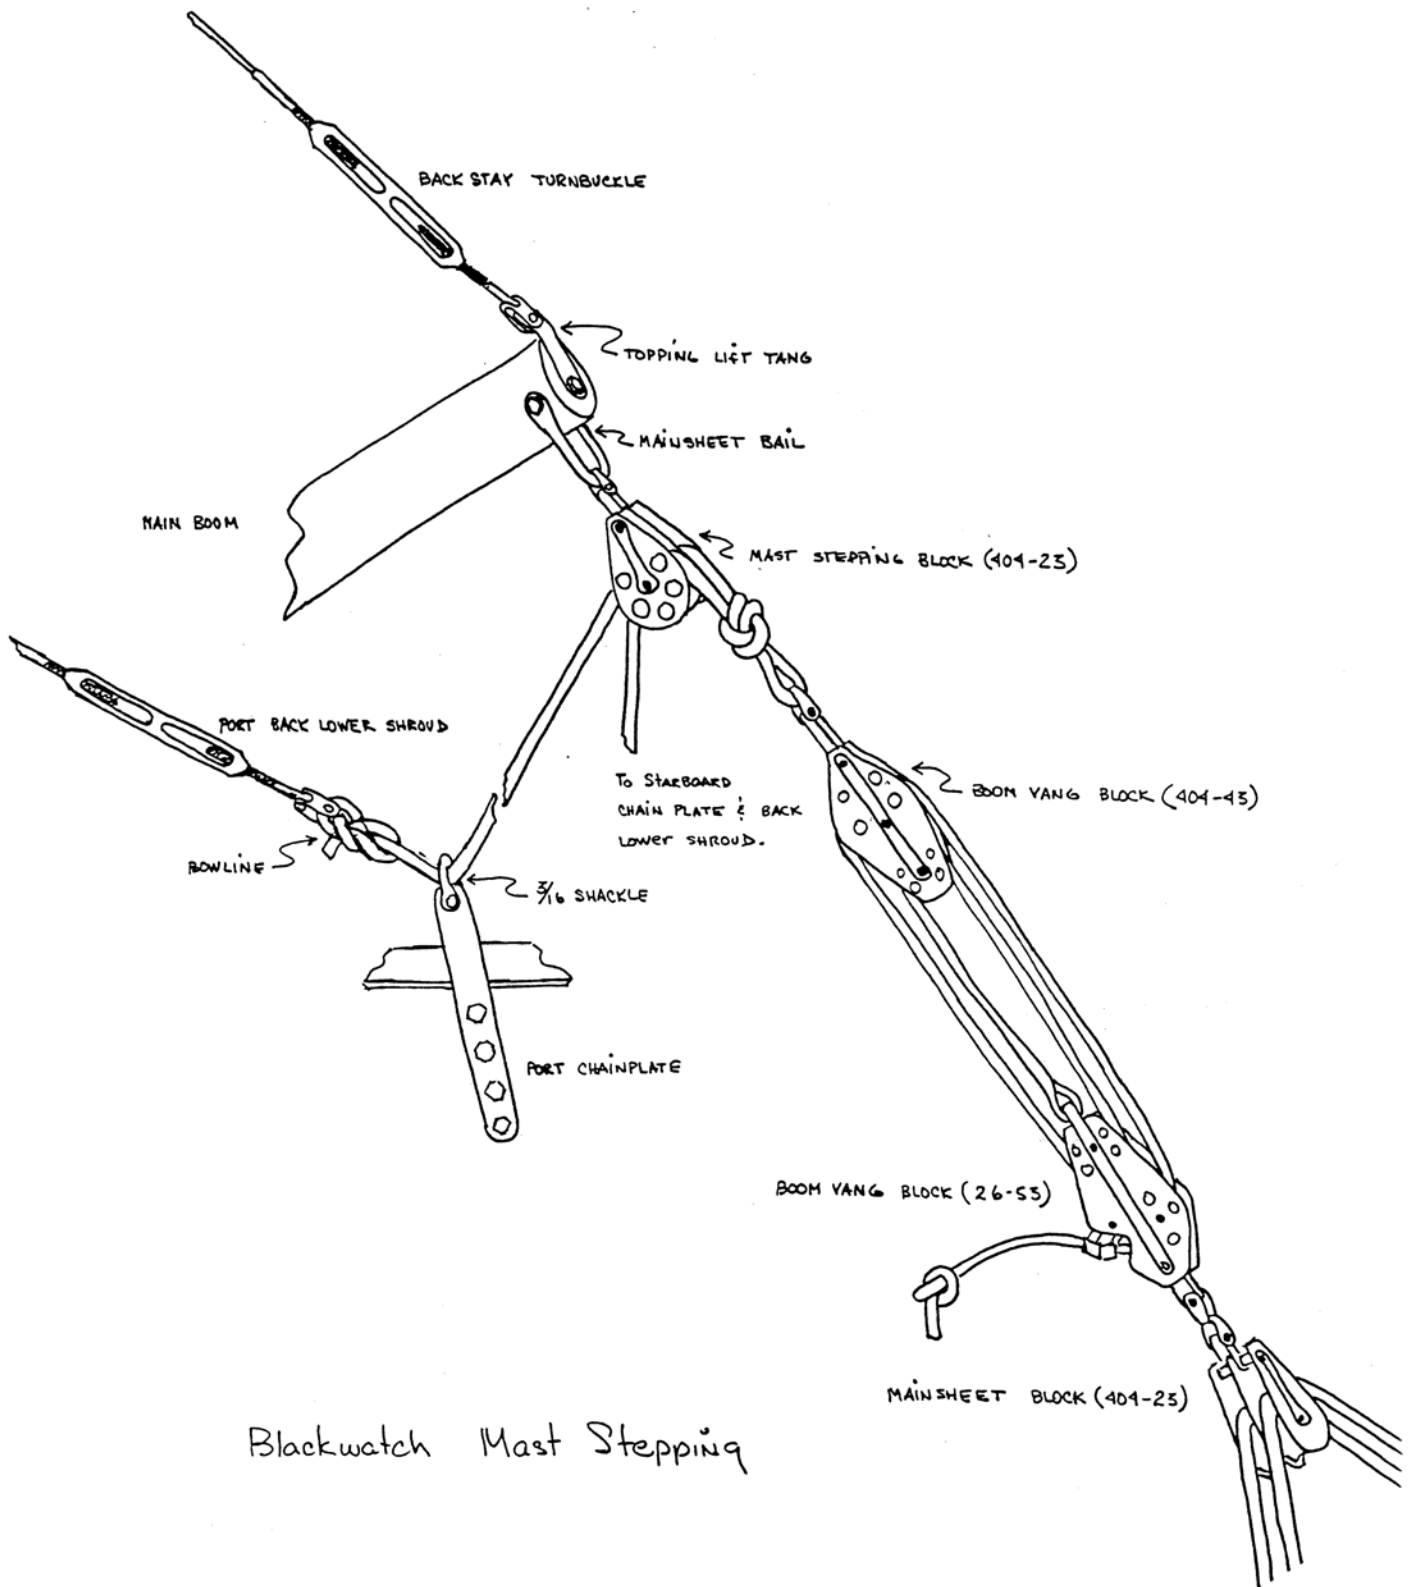 BACK STAY TURNBUCKLE
TOPPING LIFT TANG
MAINSHEET BAIL
MAIN BOOM
MAST STEPPING BLOCK (404-23)
PORT BACK LOWER SHROUD
TO STARBOARD
CHAIN PLATE & BACK
LOWER SHROUD.
BOOM VANG BLOCK (404-43)
BOWLINE
3/16 SHACKLE
PORT CHAINPLATE
BOOM VANG BLOCK (26-53)
MAINSHEET BLOCK (404-23)
Blackwatch Mast Stepping